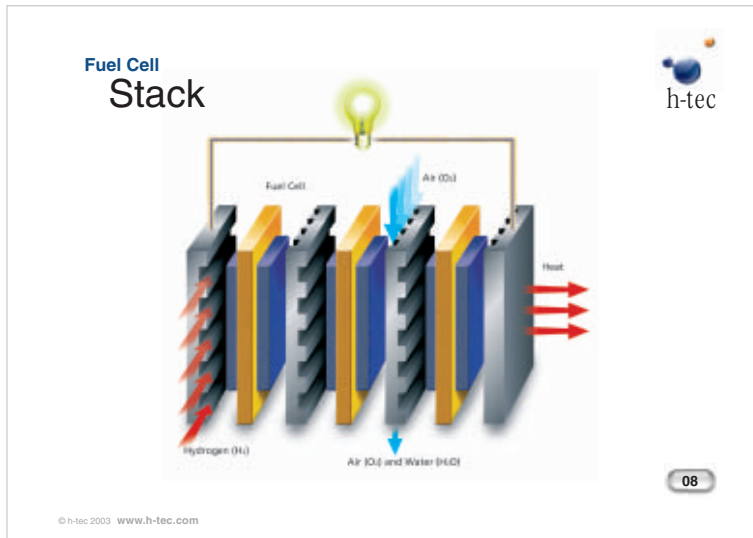 Fuel Cell
Stack
h-tec
Fuel Cell
Air (O₂)
Heat
Hydrogen (H₂)
Air (O₂) and Water (H₂O)
08
© h-tec 2003 www.h-tec.com